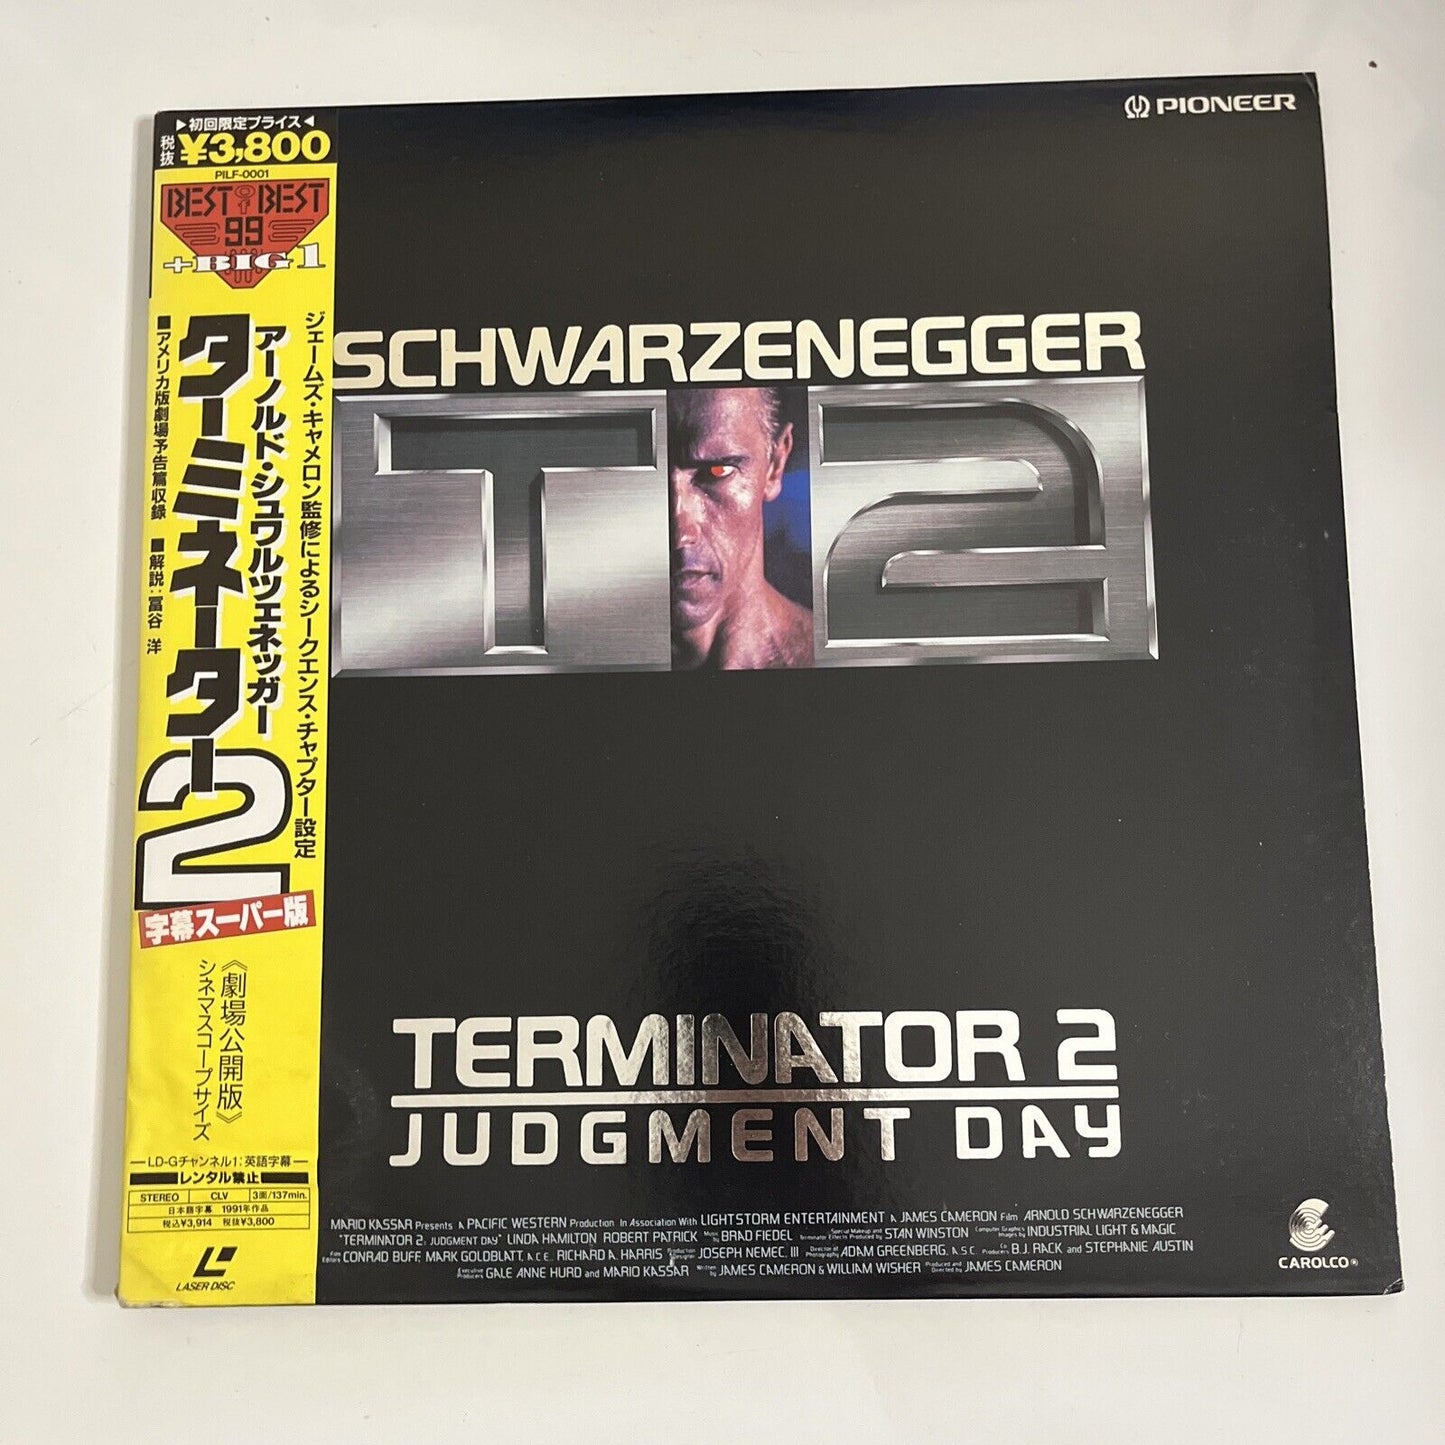 ▶初回限定プライス◀
税抜 ¥3,800
PILF-0001
BEST of BEST
99
+BIG1
ジェームズ・キャメロン監修によるシークエンス・チャプター設定
アーノルド・シュワルツェネッガー
ターミネーター2
■アメリカ版劇場予告篇収録 ■解説:冨谷 洋
字幕スーパー版
《劇場公開版》
シネマスコープサイズ
LD-Gチャンネル1:英語字幕
レンタル禁止
STEREO CLV 3面/137min.
日本語字幕 1991年作品
税込¥3,914 税抜¥3,800
LASER DISC
PIONEER
SCHWARZENEGGER
T2
TERMINATOR 2
JUDGMENT DAY
MARIO KASSAR Presents A PACIFIC WESTERN Production In Association With LIGHTSTORM ENTERTAINMENT A JAMES CAMERON Film ARNOLD SCHWARZENEGGER
"TERMINATOR 2: JUDGMENT DAY" LINDA HAMILTON ROBERT PATRICK Music by BRAD FIEDEL Special Makeup and Terminator Effects Produced by STAN WINSTON Computer Graphics Images by INDUSTRIAL LIGHT & MAGIC
Film Editors CONRAD BUFF, MARK GOLDBLATT, A.C.E. RICHARD A. HARRIS Production Designer JOSEPH NEMEC, III Director of Photography ADAM GREENBERG, A.S.C. Co Producers B.J. RACK and STEPHANIE AUSTIN
Executive Producers GALE ANNE HURD and MARIO KASSAR Written by JAMES CAMERON & WILLIAM WISHER Produced and Directed by JAMES CAMERON
CAROLCO®